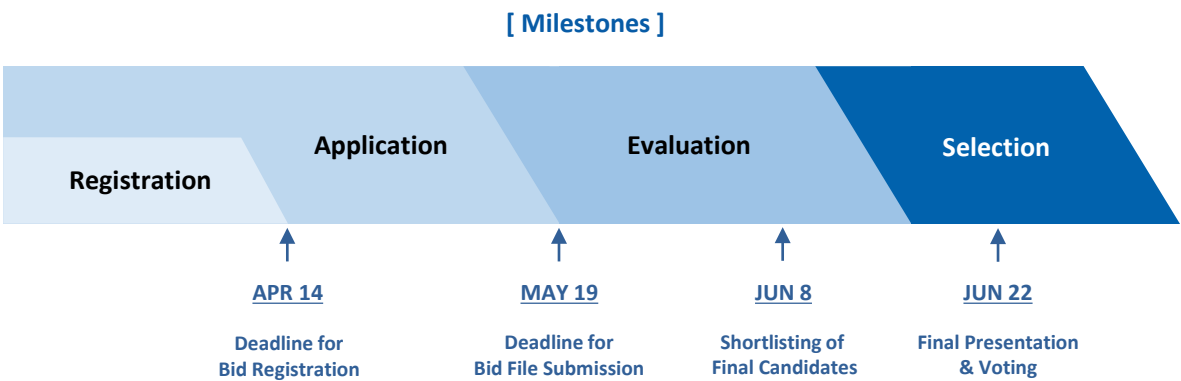 [ Milestones ]
Application
Evaluation
Selection
Registration
APR 14
MAY 19
JUN 8
JUN 22
Deadline for
Bid Registration
Deadline for
Bid File Submission
Shortlisting of
Final Candidates
Final Presentation
& Voting